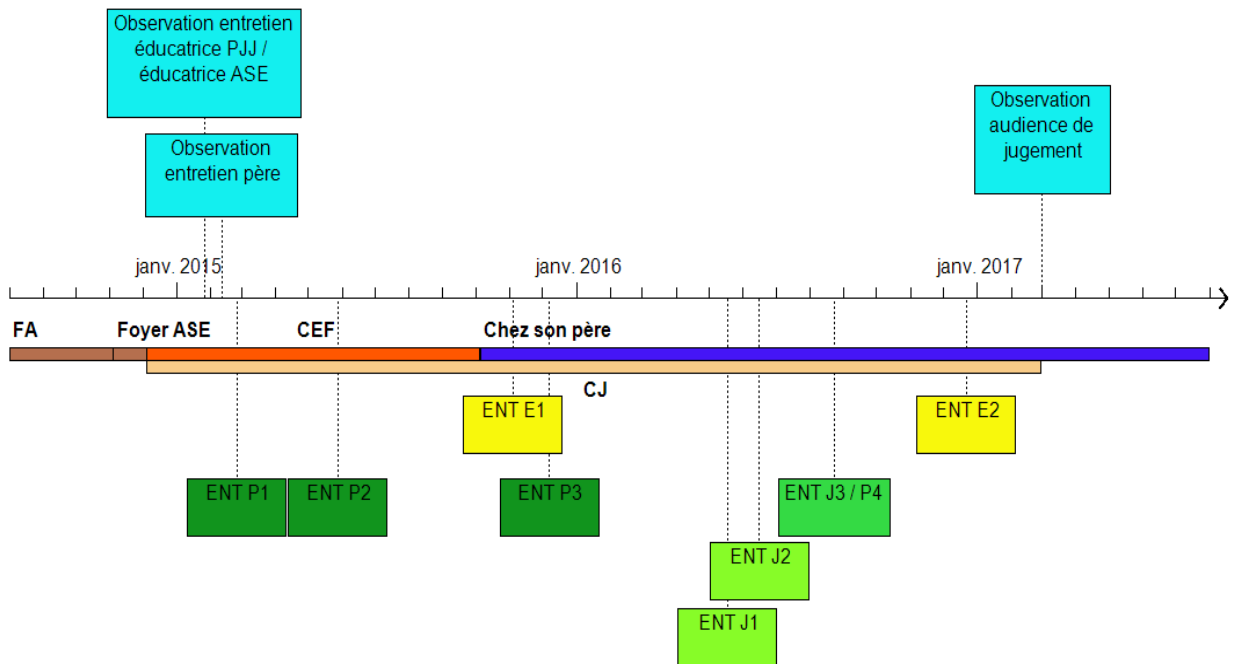 Observation entretien
éducatrice PJJ /
éducatrice ASE
Observation
entretien père
Observation
audience de
jugement
janv. 2015
janv. 2016
janv. 2017
FA
Foyer ASE
CEF
Chez son père
CJ
ENT E1
ENT E2
ENT P1
ENT P2
ENT P3
ENT J3 / P4
ENT J2
ENT J1